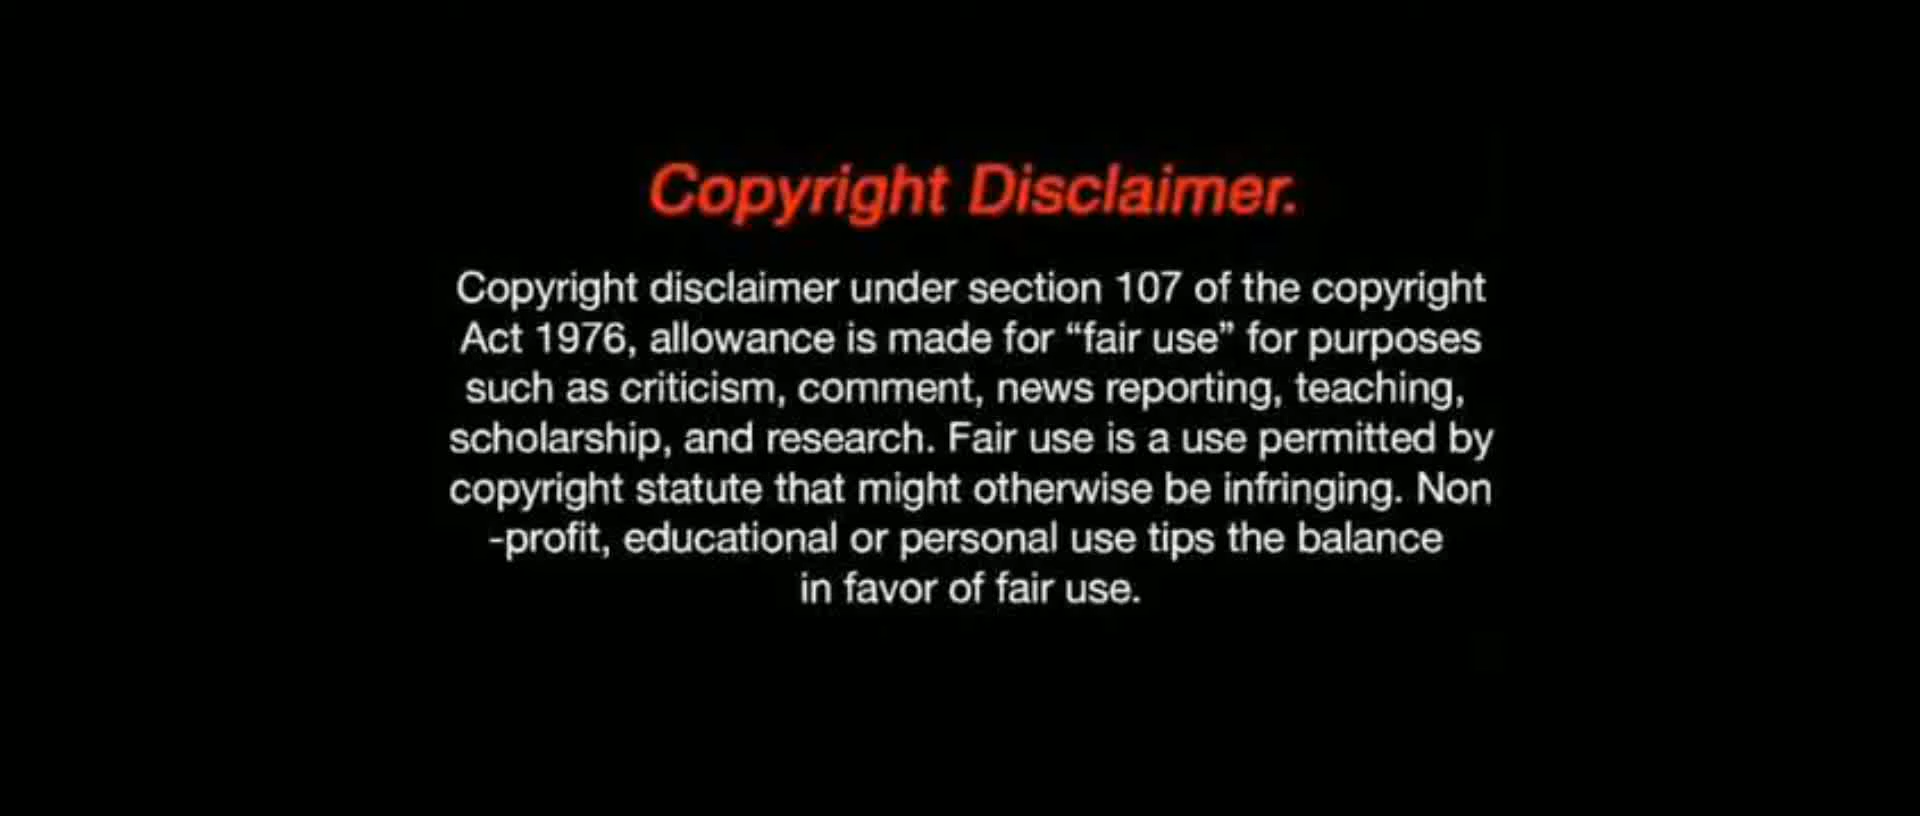 Copyright Disclaimer.
Copyright disclaimer under section 107 of the copyright
Act 1976, allowance is made for “fair use” for purposes
such as criticism, comment, news reporting, teaching,
scholarship, and research. Fair use is a use permitted by
copyright statute that might otherwise be infringing. Non
-profit, educational or personal use tips the balance
in favor of fair use.